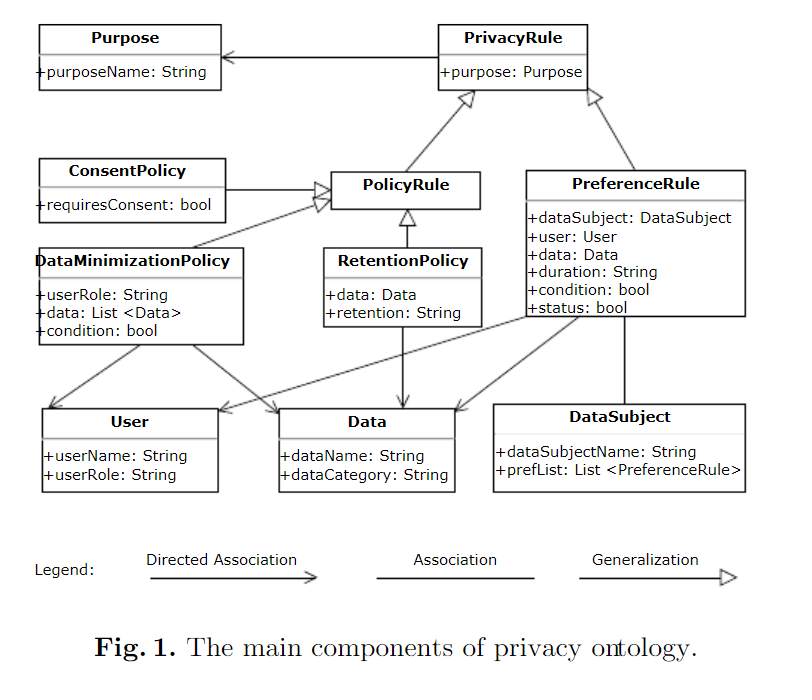 Purpose
+purposeName: String
PrivacyRule
+purpose: Purpose
ConsentPolicy
+requiresConsent: bool
PolicyRule
PreferenceRule
+dataSubject: DataSubject
+user: User
+data: Data
+duration: String
+condition: bool
+status: bool
DataMinimizationPolicy
+userRole: String
+data: List <Data>
+condition: bool
RetentionPolicy
+data: Data
+retention: String
User
+userName: String
+userRole: String
Data
+dataName: String
+dataCategory: String
DataSubject
+dataSubjectName: String
+prefList: List <PreferenceRule>
Legend:
Directed Association
Association
Generalization
Fig. 1. The main components of privacy ontology.